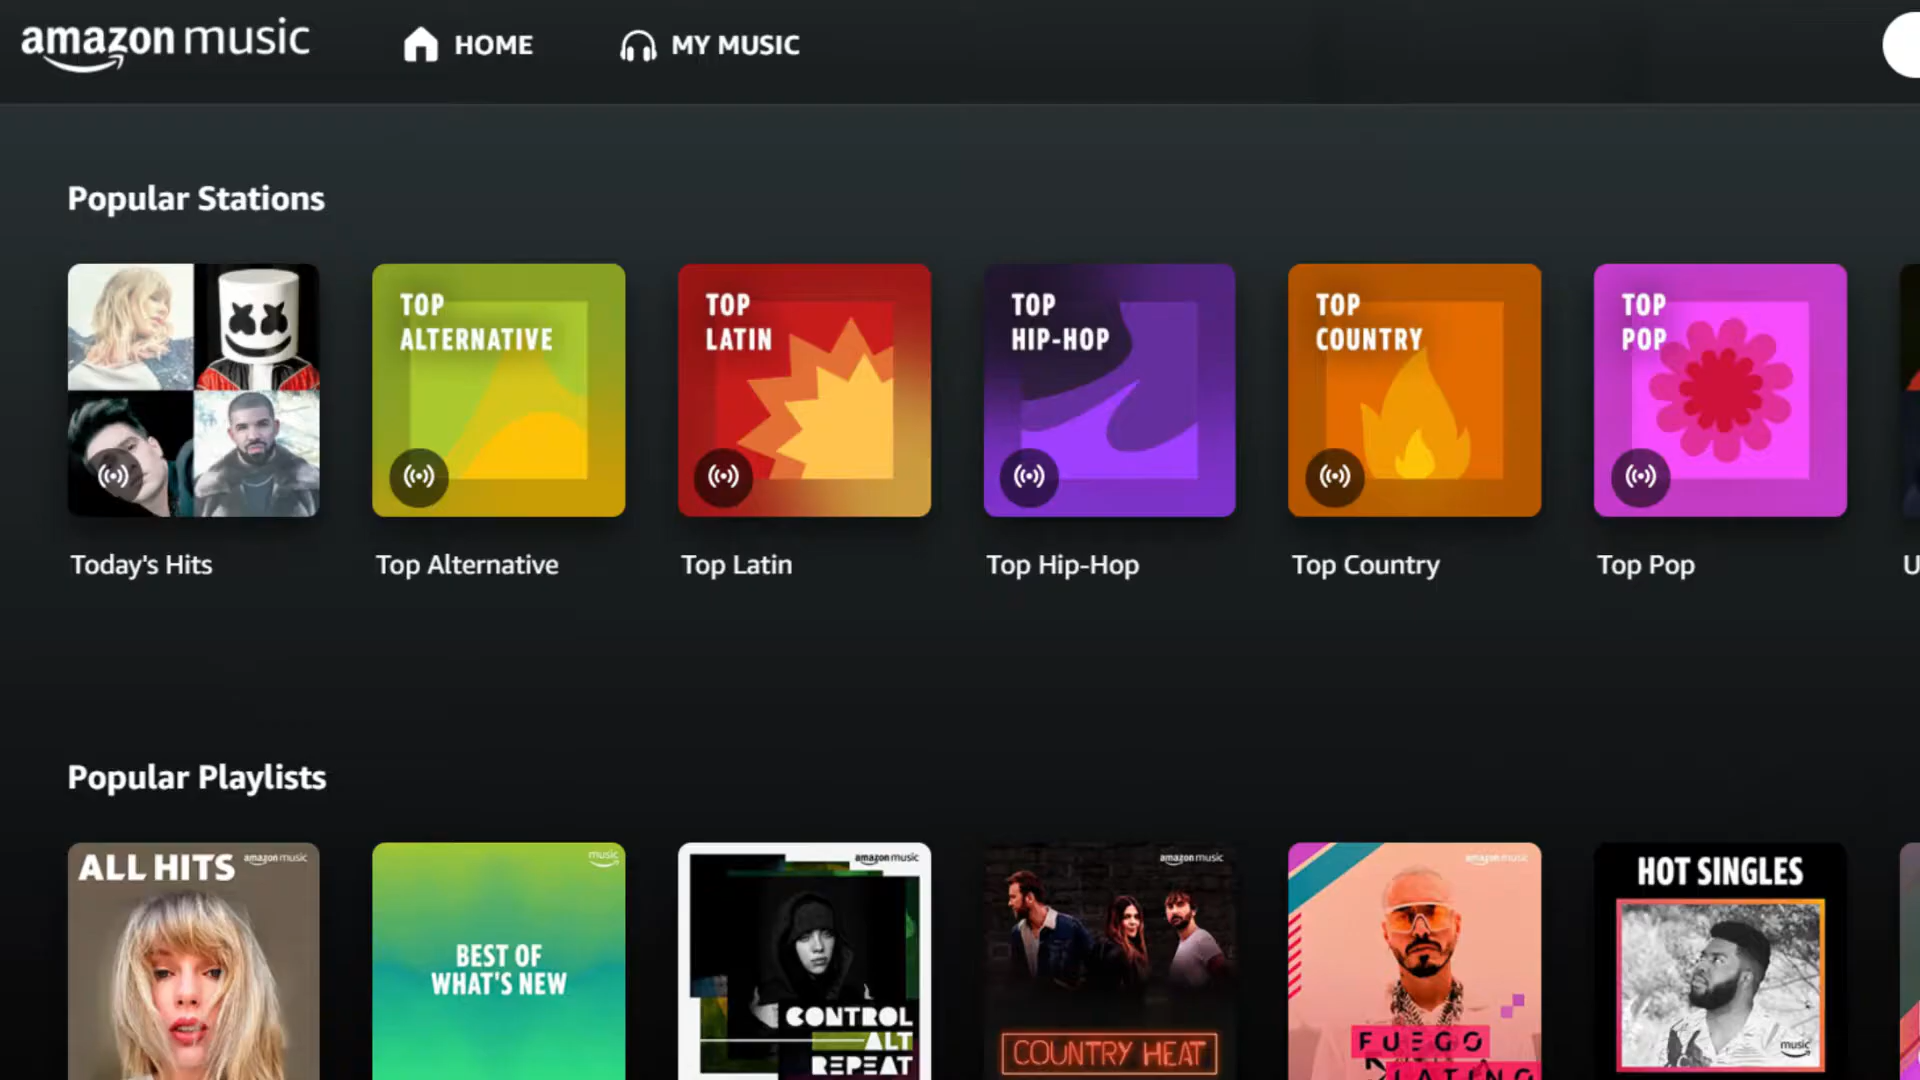 amazon music
HOME
MY MUSIC
Popular Stations
TOP
ALTERNATIVE
TOP
LATIN
TOP
HIP-HOP
TOP
COUNTRY
TOP
POP
Today's Hits
Top Alternative
Top Latin
Top Hip-Hop
Top Country
Top Pop
U
Popular Playlists
ALL HITS
amazon music
music
BEST OF
WHAT'S NEW
amazon music
CONTROL
ALT
REPEAT
amazon music
COUNTRY HEAT
amazon music
FUEGO
LATINO
HOT SINGLES
music